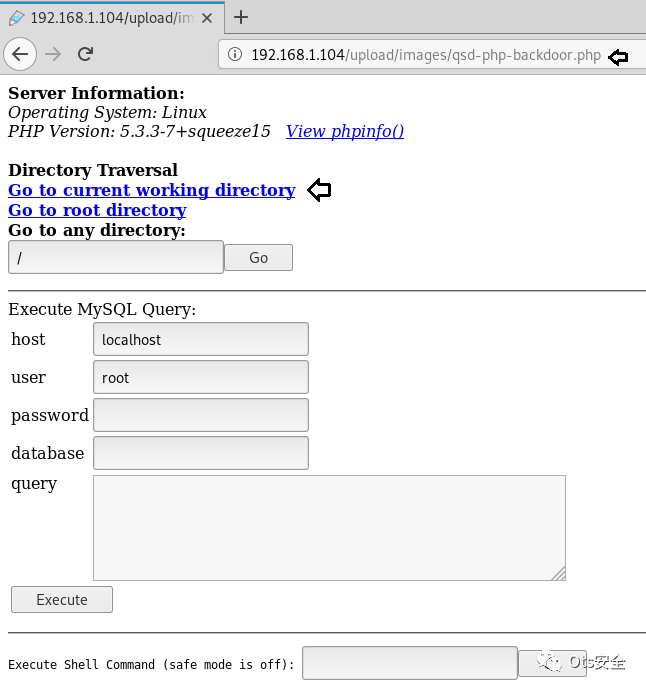 192.168.1.104/upload/im
192.168.1.104/upload/images/qsd-php-backdoor.php
Server Information:
Operating System: Linux
PHP Version: 5.3.3-7+squeeze15 View phpinfo()
Directory Traversal
Go to current working directory
Go to root directory
Go to any directory:
/ Go
Execute MySQL Query:
host localhost
user root
password
database
query
Execute
Execute Shell Command (safe mode is off):
Ots安全